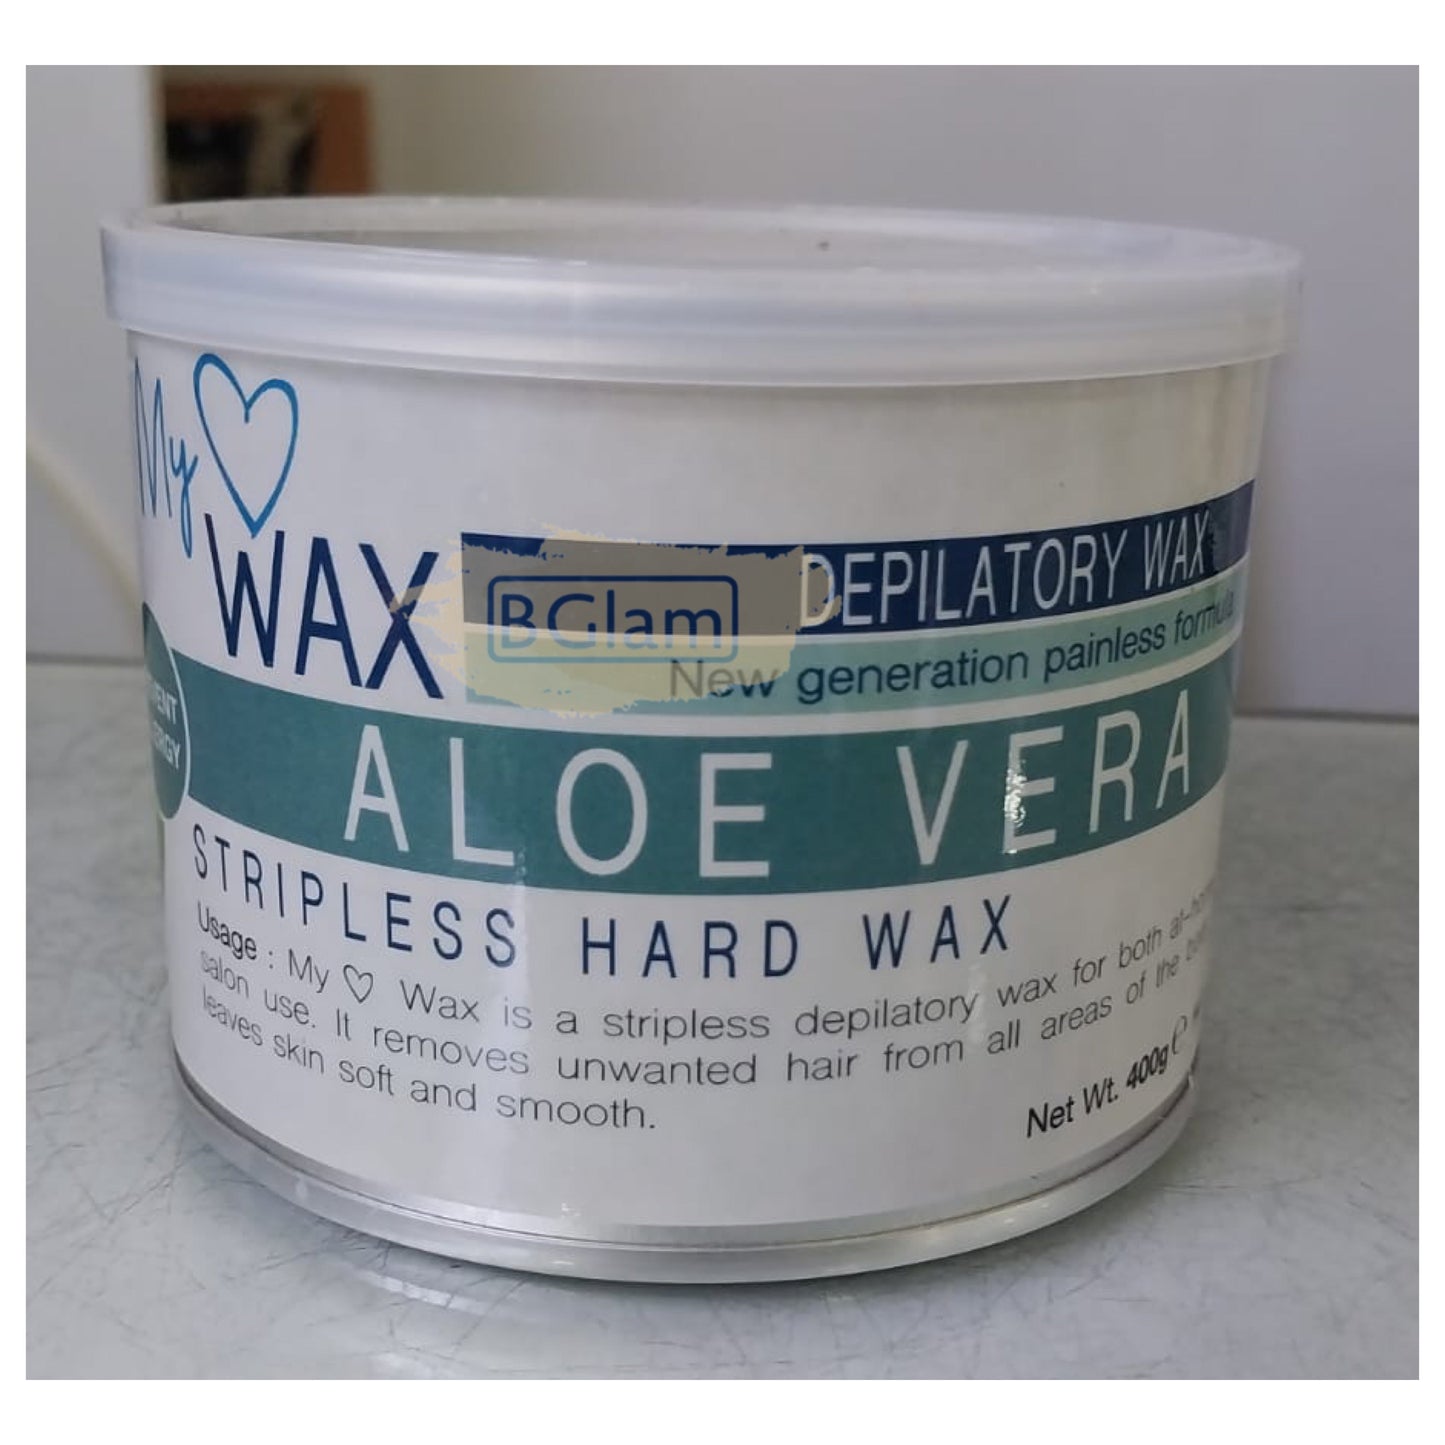 My ♡
WAX
DEPILATORY WAX
BGlam
New generation painless formula
ALOE VERA
STRIPLESS HARD WAX
Usage : My ♡ Wax is a stripless depilatory wax for both
salon use. It removes unwanted hair from all areas of the
leaves skin soft and smooth.
Net Wt. 400g ℮